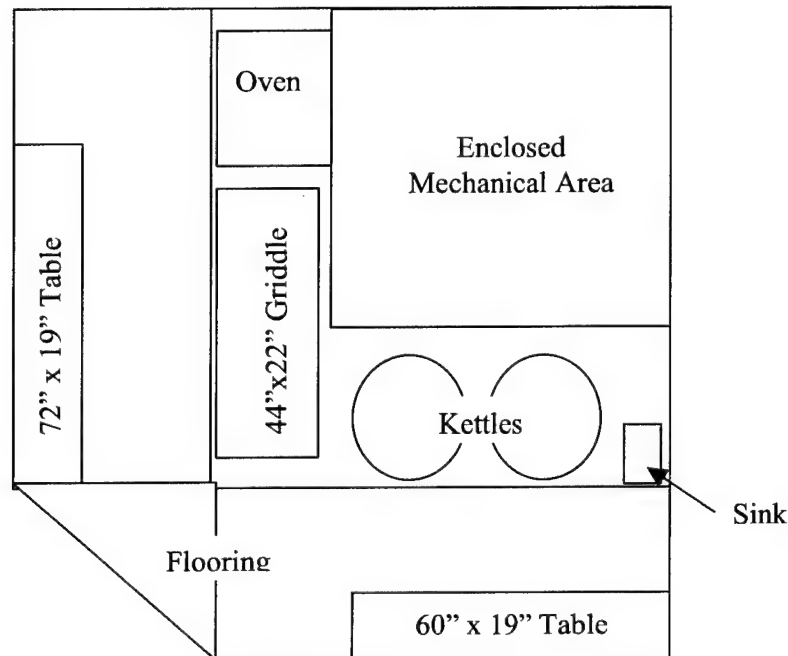 Oven
Enclosed
Mechanical Area
72” x 19” Table
44”x22” Griddle
Kettles
Sink
Flooring
60” x 19” Table